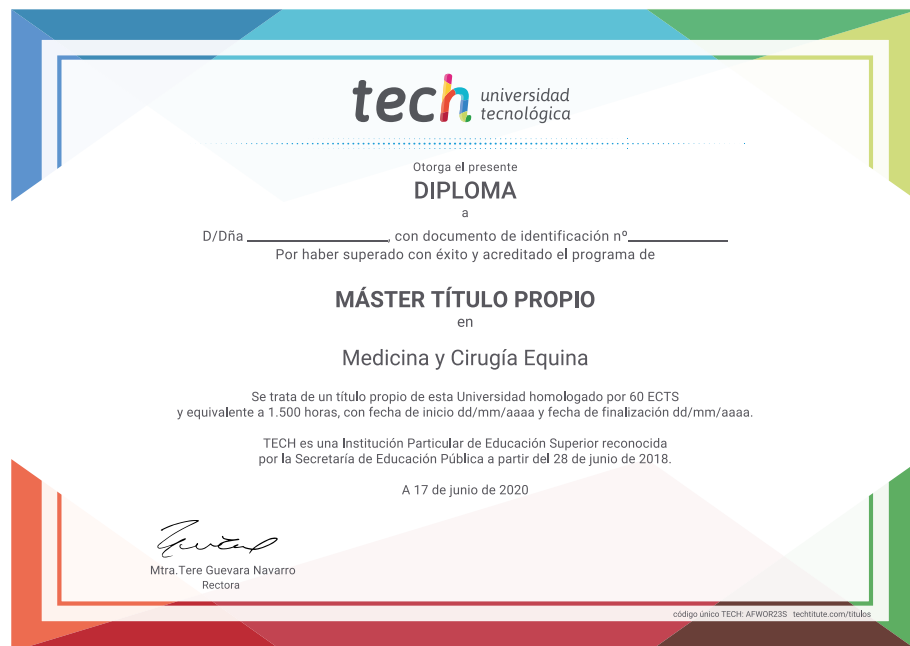 tech universidad
tecnológica
Otorga el presente
DIPLOMA
a
D/Dña ____________________, con documento de identificación nº______________
Por haber superado con éxito y acreditado el programa de
MÁSTER TÍTULO PROPIO
en
Medicina y Cirugía Equina
Se trata de un título propio de esta Universidad homologado por 60 ECTS
y equivalente a 1.500 horas, con fecha de inicio dd/mm/aaaa y fecha de finalización dd/mm/aaaa.
TECH es una Institución Particular de Educación Superior reconocida
por la Secretaría de Educación Pública a partir del 28 de junio de 2018.
A 17 de junio de 2020
Mtra.Tere Guevara Navarro
Rectora
código único TECH: AFWOR23S techtitute.com/titulos